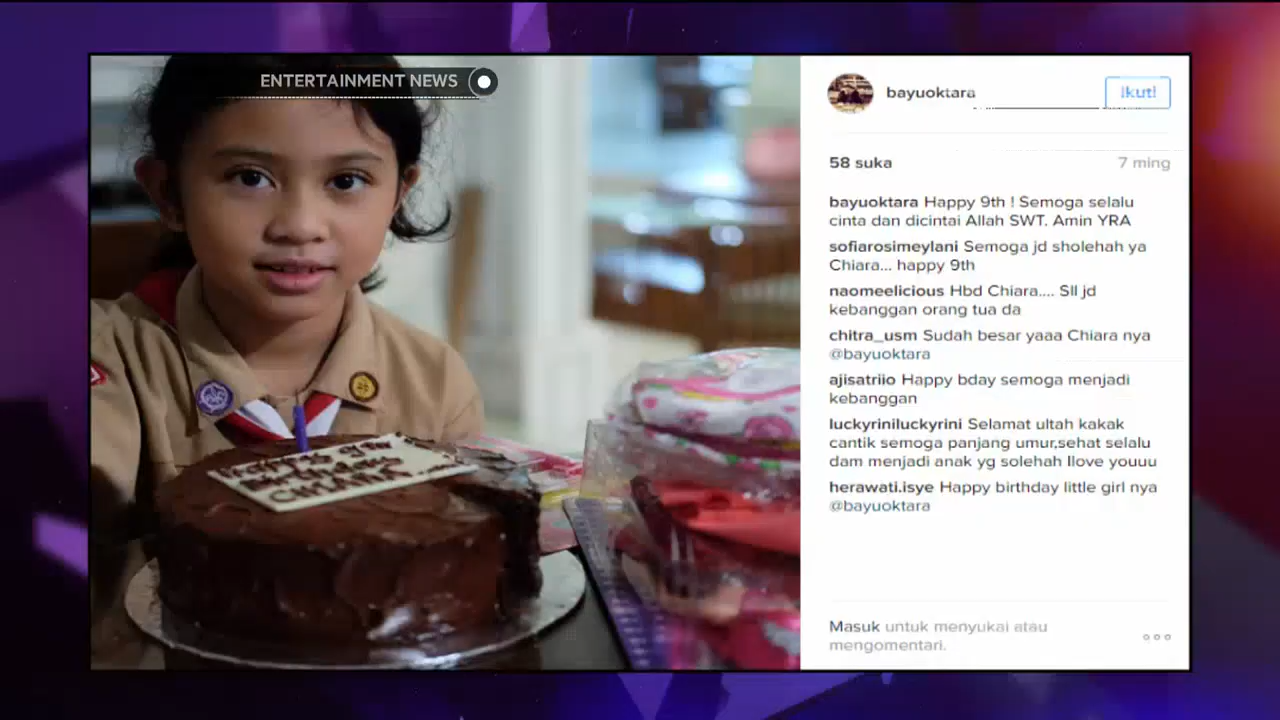 ENTERTAINMENT NEWS
bayuoktara
Ikuti
58 suka
7 ming
bayuoktara Happy 9th ! Semoga selalu
cinta dan dicintai Allah SWT. Amin YRA
sofiarosimeylani Semoga jd sholehah ya
Chiara... happy 9th
naomeelicious Hbd Chiara.... Sll jd
kebanggan orang tua da
chitra_usm Sudah besar yaaa Chiara nya
@bayuoktara
ajisatriio Happy bday semoga menjadi
kebanggan
luckyriniluckyrini Selamat ultah kakak
cantik semoga panjang umur,sehat selalu
dam menjadi anak yg solehah Ilove youuu
herawati.isye Happy birthday little girl nya
@bayuoktara
Masuk untuk menyukai atau
mengomentari.
Happy 9th
Birthday
CHIARA